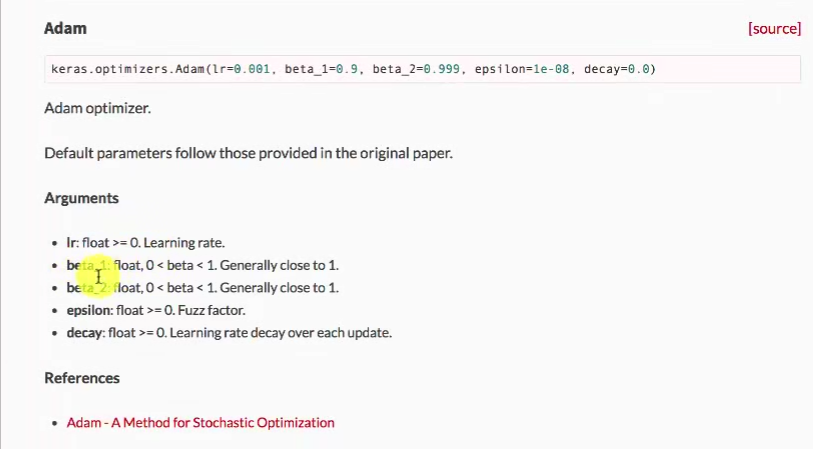 Adam [source]
keras.optimizers.Adam(lr=0.001, beta_1=0.9, beta_2=0.999, epsilon=1e-08, decay=0.0)
Adam optimizer.
Default parameters follow those provided in the original paper.
Arguments
• lr: float >= 0. Learning rate.
• beta_1: float, 0 < beta < 1. Generally close to 1.
• beta_2: float, 0 < beta < 1. Generally close to 1.
• epsilon: float >= 0. Fuzz factor.
• decay: float >= 0. Learning rate decay over each update.
References
• Adam - A Method for Stochastic Optimization